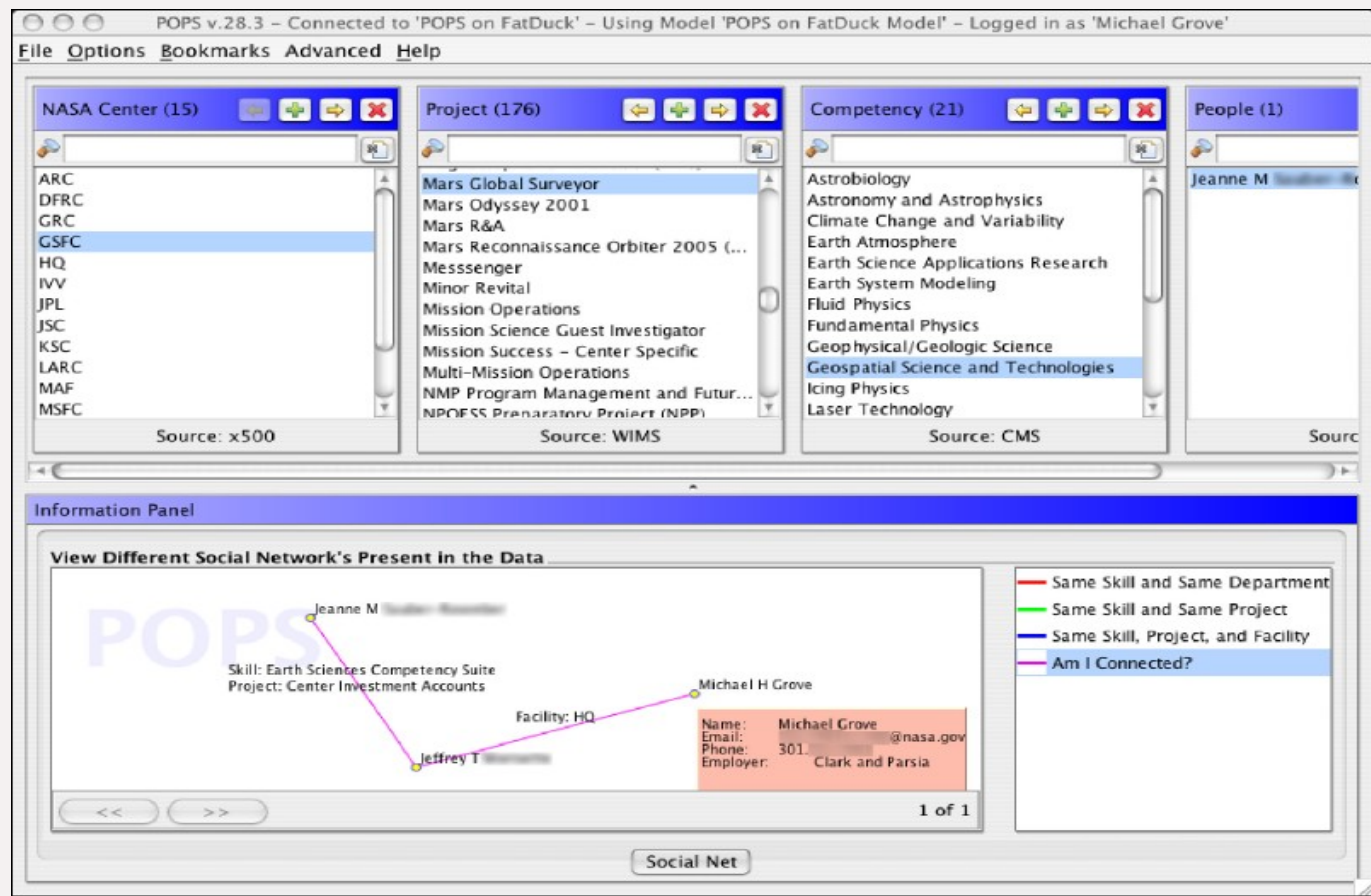 POPS v.28.3 – Connected to 'POPS on FatDuck' – Using Model 'POPS on FatDuck Model' – Logged in as 'Michael Grove'
File Options Bookmarks Advanced Help
NASA Center (15)
ARC
DFRC
GRC
GSFC
HQ
IVV
JPL
JSC
KSC
LARC
MAF
MSFC
Source: x500
Project (176)
Mars Global Surveyor
Mars Odyssey 2001
Mars R&A
Mars Reconnaissance Orbiter 2005 (...
Messsenger
Minor Revital
Mission Operations
Mission Science Guest Investigator
Mission Success – Center Specific
Multi-Mission Operations
NMP Program Management and Futur...
NPOESS Preparatory Project (NPP)
Source: WIMS
Competency (21)
Astrobiology
Astronomy and Astrophysics
Climate Change and Variability
Earth Atmosphere
Earth Science Applications Research
Earth System Modeling
Fluid Physics
Fundamental Physics
Geophysical/Geologic Science
Geospatial Science and Technologies
Icing Physics
Laser Technology
Source: CMS
People (1)
Jeanne M
Sourc
Information Panel
View Different Social Network's Present in the Data
POPS
Jeanne M
Skill: Earth Sciences Competency Suite
Project: Center Investment Accounts
Michael H Grove
Facility: HQ
Jeffrey T
Name: Michael Grove
Email: @nasa.gov
Phone: 301.
Employer: Clark and Parsia
<< >> 1 of 1
Same Skill and Same Department
Same Skill and Same Project
Same Skill, Project, and Facility
Am I Connected?
Social Net